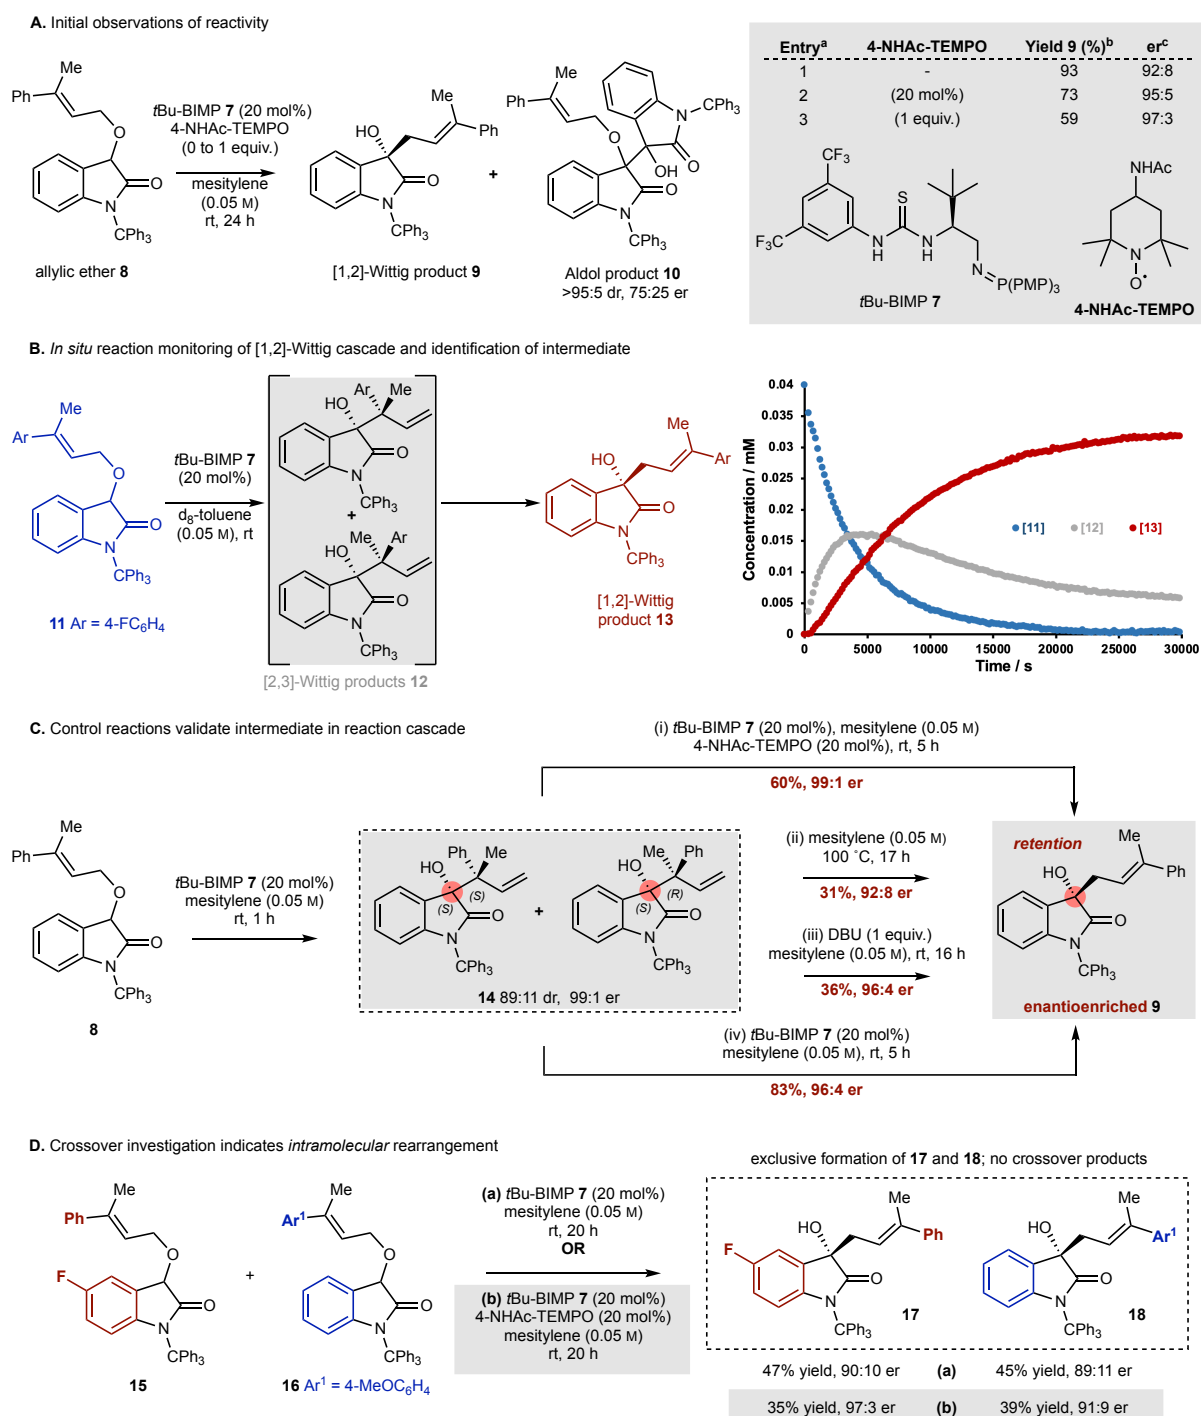 A. Initial observations of reactivity
Me
Ph
O
O
N
CPh3
allylic ether 8
tBu-BIMP 7 (20 mol%)
4-NHAc-TEMPO
(0 to 1 equiv.)
mesitylene
(0.05 M)
rt, 24 h
Me
HO
Ph
O
N
CPh3
[1,2]-Wittig product 9
+
Me
Ph
N
CPh3
O
O
OH
O
N
CPh3
Aldol product 10
>95:5 dr, 75:25 er
Entrya 4-NHAc-TEMPO Yield 9 (%)b erc
1 - 93 92:8
2 (20 mol%) 73 95:5
3 (1 equiv.) 59 97:3
CF3
F3C
S
N
H
N
H
N
P(PMP)3
tBu-BIMP 7
NHAc
N
O•
4-NHAc-TEMPO
B. In situ reaction monitoring of [1,2]-Wittig cascade and identification of intermediate
Me
Ar
O
O
N
CPh3
11 Ar = 4-FC6H4
tBu-BIMP 7
(20 mol%)
d8-toluene
(0.05 M), rt
Ar
Me
HO
O
N
CPh3
+
Me
Ar
HO
O
N
CPh3
[2,3]-Wittig products 12
Me
HO
Ar
O
N
CPh3
[1,2]-Wittig
product 13
Concentration / mM
0.04
0.035
0.03
0.025
0.02
0.015
0.01
0.005
0
[11] [12] [13]
0 5000 10000 15000 20000 25000 30000
Time / s
C. Control reactions validate intermediate in reaction cascade
Me
Ph
O
O
N
CPh3
8
tBu-BIMP 7 (20 mol%)
mesitylene (0.05 M)
rt, 1 h
Ph
Me
HO
(S)
(S)
O
N
CPh3
+
Me
Ph
HO
(R)
(S)
O
N
CPh3
14 89:11 dr, 99:1 er
(i) tBu-BIMP 7 (20 mol%), mesitylene (0.05 M)
4-NHAc-TEMPO (20 mol%), rt, 5 h
60%, 99:1 er
(ii) mesitylene (0.05 M)
100 ˚C, 17 h
31%, 92:8 er
(iii) DBU (1 equiv.)
mesitylene (0.05 M), rt, 16 h
36%, 96:4 er
(iv) tBu-BIMP 7 (20 mol%)
mesitylene (0.05 M), rt, 5 h
83%, 96:4 er
retention
Me
HO
Ph
O
N
CPh3
enantioenriched 9
D. Crossover investigation indicates intramolecular rearrangement
Me
Ph
O
F
O
N
CPh3
15
+
Me
Ar1
O
O
N
CPh3
16 Ar1 = 4-MeOC6H4
(a) tBu-BIMP 7 (20 mol%)
mesitylene (0.05 M)
rt, 20 h
OR
(b) tBu-BIMP 7 (20 mol%)
4-NHAc-TEMPO (20 mol%)
mesitylene (0.05 M)
rt, 20 h
exclusive formation of 17 and 18; no crossover products
Me
HO
Ph
F
O
N
CPh3
17
Me
HO
Ar1
O
N
CPh3
18
47% yield, 90:10 er (a) 45% yield, 89:11 er
35% yield, 97:3 er (b) 39% yield, 91:9 er